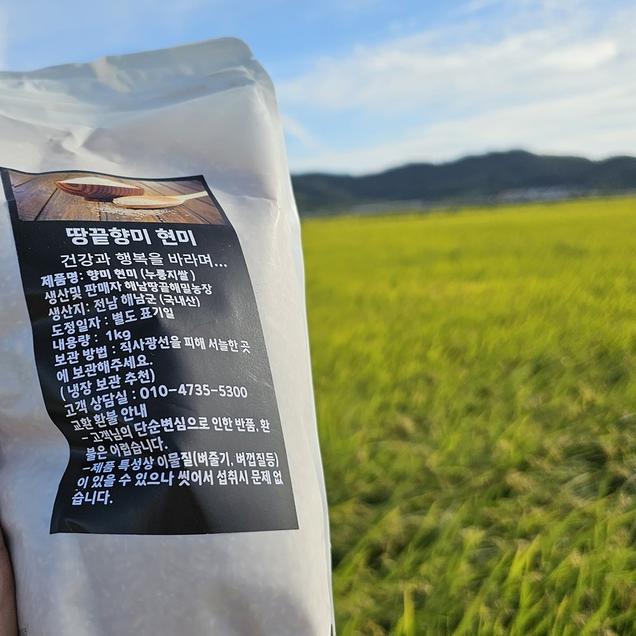 땅끝향미 현미
건강과 행복을 바라며...
제품명: 향미 현미 (누룽지쌀)
생산및 판매자 해남땅끝해밀농장
생산지: 전남 해남군 (국내산)
도정일자 : 별도 표기일
내용량 : 1kg
보관 방법 : 직사광선을 피해 서늘한 곳
에 보관해주세요.
(냉장 보관 추천)
고객 상담실 : 010-4735-5300
교환 환불 안내
-고객님의 단순변심으로 인한 반품, 환
불은 어렵습니다.
-제품 특성상 이물질(벼줄기, 벼껍질등)
이 있을 수 있으나 씻어서 섭취시 문제 없
습니다.